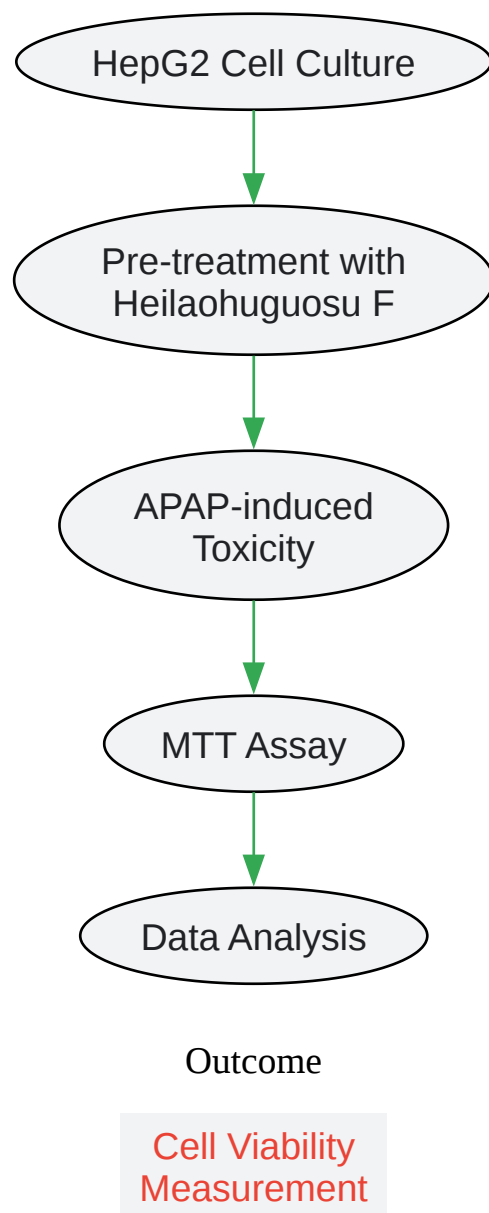 HepG2 Cell Culture
Pre-treatment with
Heilaohuguosu F
APAP-induced
Toxicity
MTT Assay
Data Analysis
Outcome
Cell Viability
Measurement